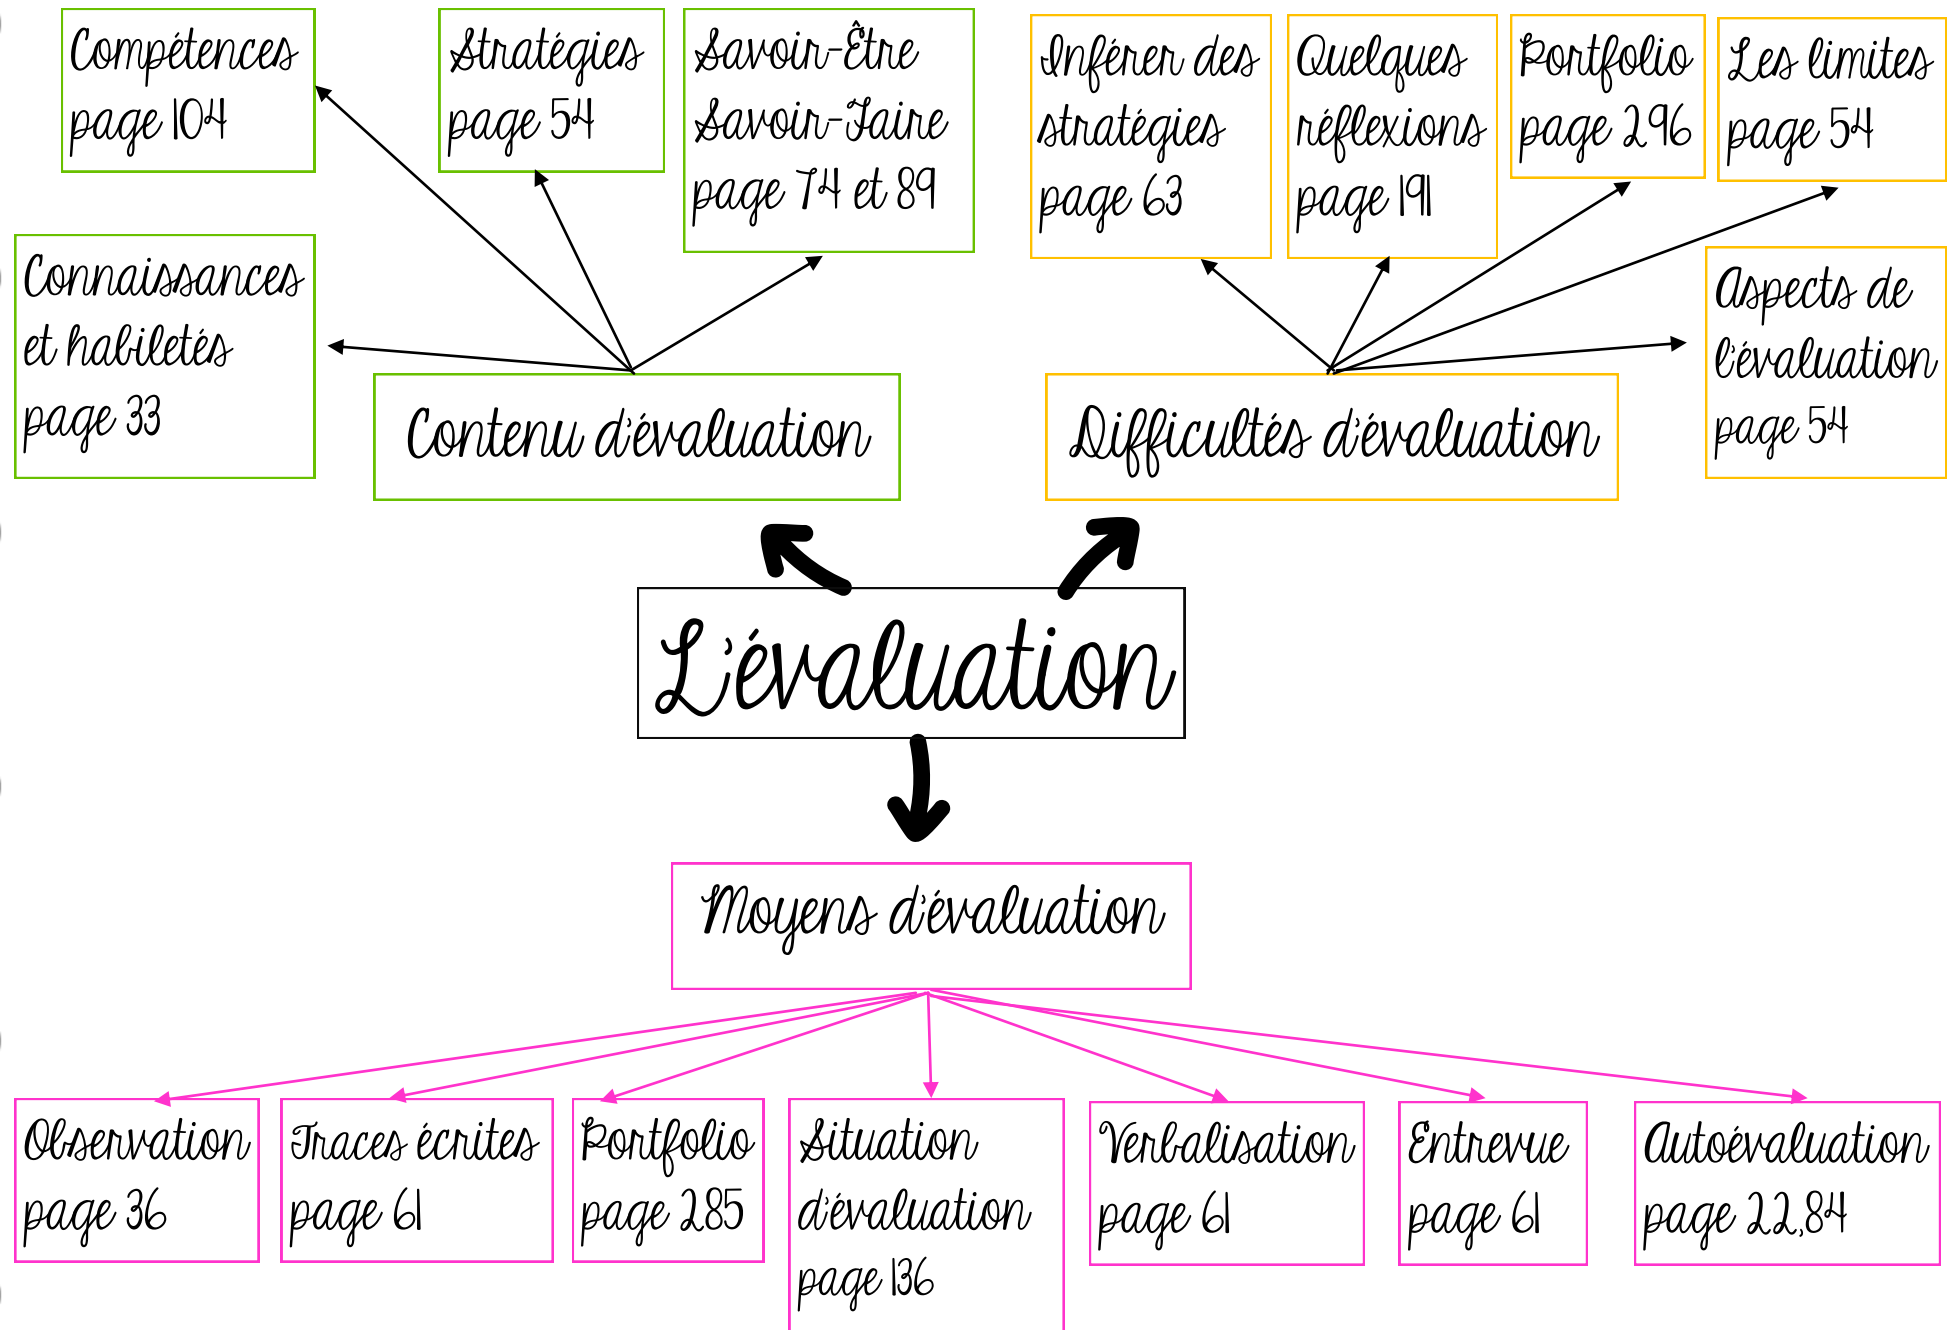 Compétences
page 104
Stratégies
page 54
Savoir-Être
Savoir-Faire
page 74 et 89
Inférer des
stratégies
page 63
Quelques
réflexions
page 191
Portfolio
page 296
Les limites
page 54
Connaissances
et habiletés
page 33
Aspects de
l'évaluation
page 54
Contenu d'évaluation
Difficultés d'évaluation
L'évaluation
Moyens d'évaluation
Observation
page 36
Traces écrites
page 61
Portfolio
page 285
Situation
d'évaluation
page 136
Verbalisation
page 61
Entrevue
page 61
Autoévaluation
page 22,84